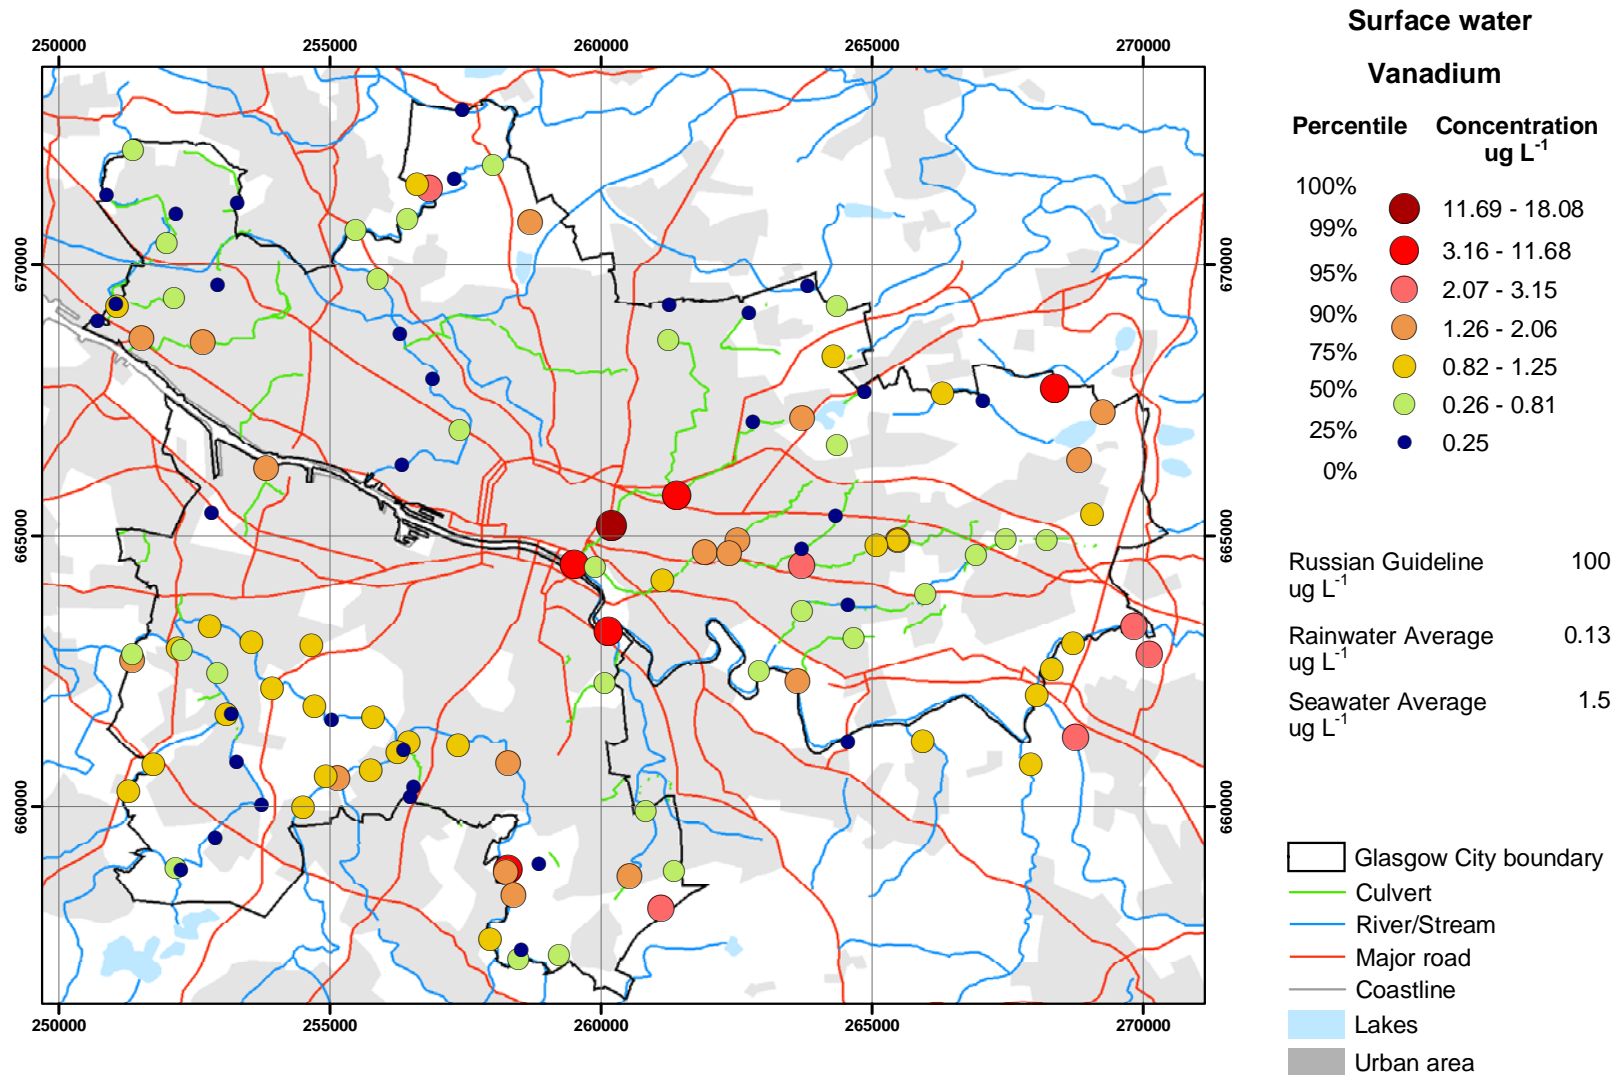 Surface water
Vanadium
Percentile Concentration
ug L-1
100%
11.69 - 18.08
99%
3.16 - 11.68
95%
2.07 - 3.15
90%
1.26 - 2.06
75%
0.82 - 1.25
50%
0.26 - 0.81
25%
0.25
0%
Russian Guideline 100
ug L-1
Rainwater Average 0.13
ug L-1
Seawater Average 1.5
ug L-1
Glasgow City boundary
Culvert
River/Stream
Major road
Coastline
Lakes
Urban area
250000 255000 260000 265000 270000
670000 670000
665000 665000
660000 660000
250000 255000 260000 265000 270000